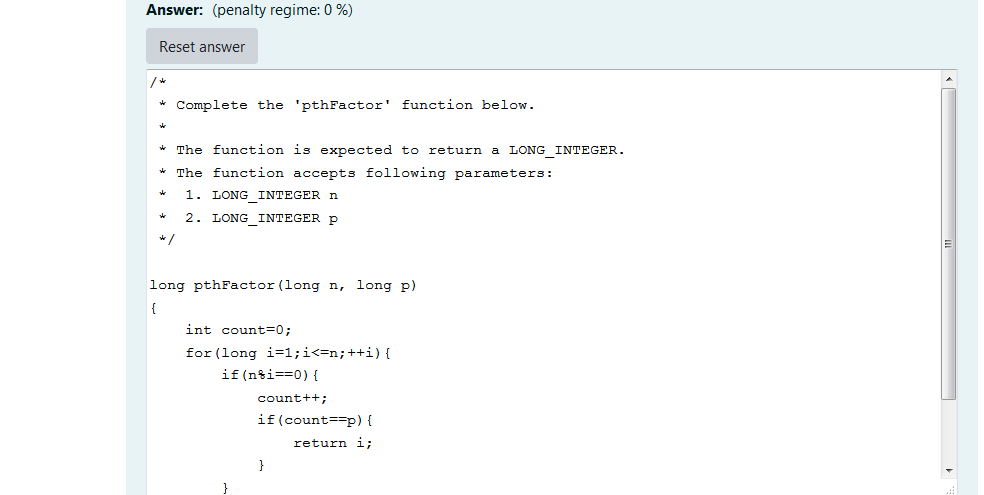 Answer: (penalty regime: 0 %)
Reset answer
/*
 * Complete the 'pthFactor' function below.
 *
 * The function is expected to return a LONG_INTEGER.
 * The function accepts following parameters:
 *  1. LONG_INTEGER n
 *  2. LONG_INTEGER p
 */
long pthFactor(long n, long p)
{
    int count=0;
    for(long i=1;i<=n;++i){
        if(n%i==0){
            count++;
            if(count==p){
                return i;
            }
        }